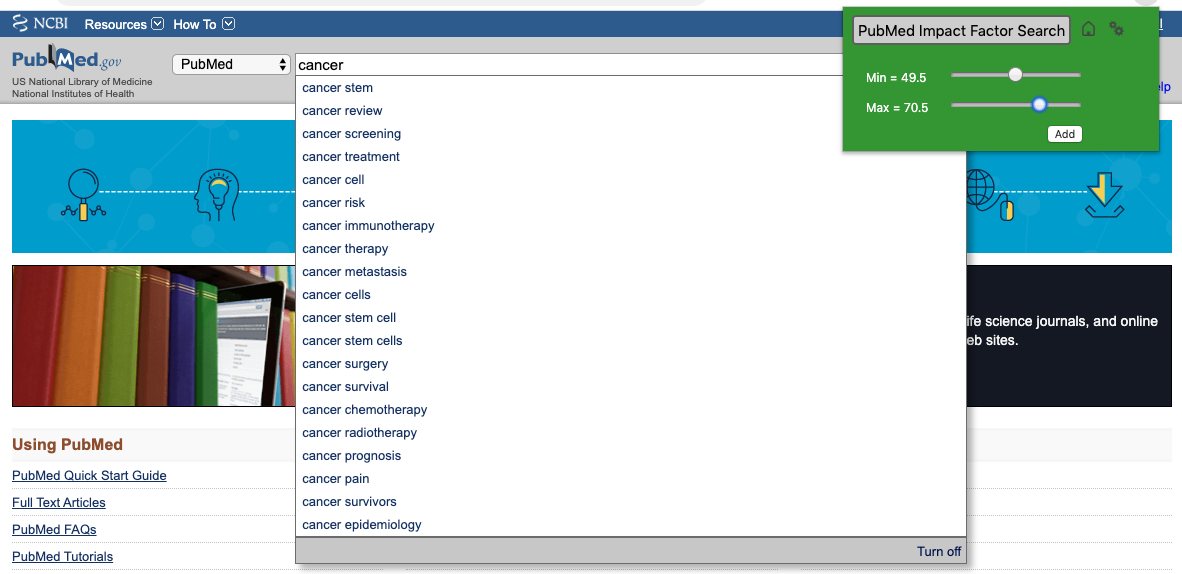 NCBI Resources How To
PubMed Impact Factor Search
PubMed.gov
US National Library of Medicine
National Institutes of Health
PubMed
cancer
Min = 49.5
Max = 70.5
Add
cancer stem
cancer review
cancer screening
cancer treatment
cancer cell
cancer risk
cancer immunotherapy
cancer therapy
cancer metastasis
cancer cells
cancer stem cell
cancer stem cells
cancer surgery
cancer survival
cancer chemotherapy
cancer radiotherapy
cancer prognosis
cancer pain
cancer survivors
cancer epidemiology
Turn off
ife science journals, and online
eb sites.
Using PubMed
PubMed Quick Start Guide
Full Text Articles
PubMed FAQs
PubMed Tutorials